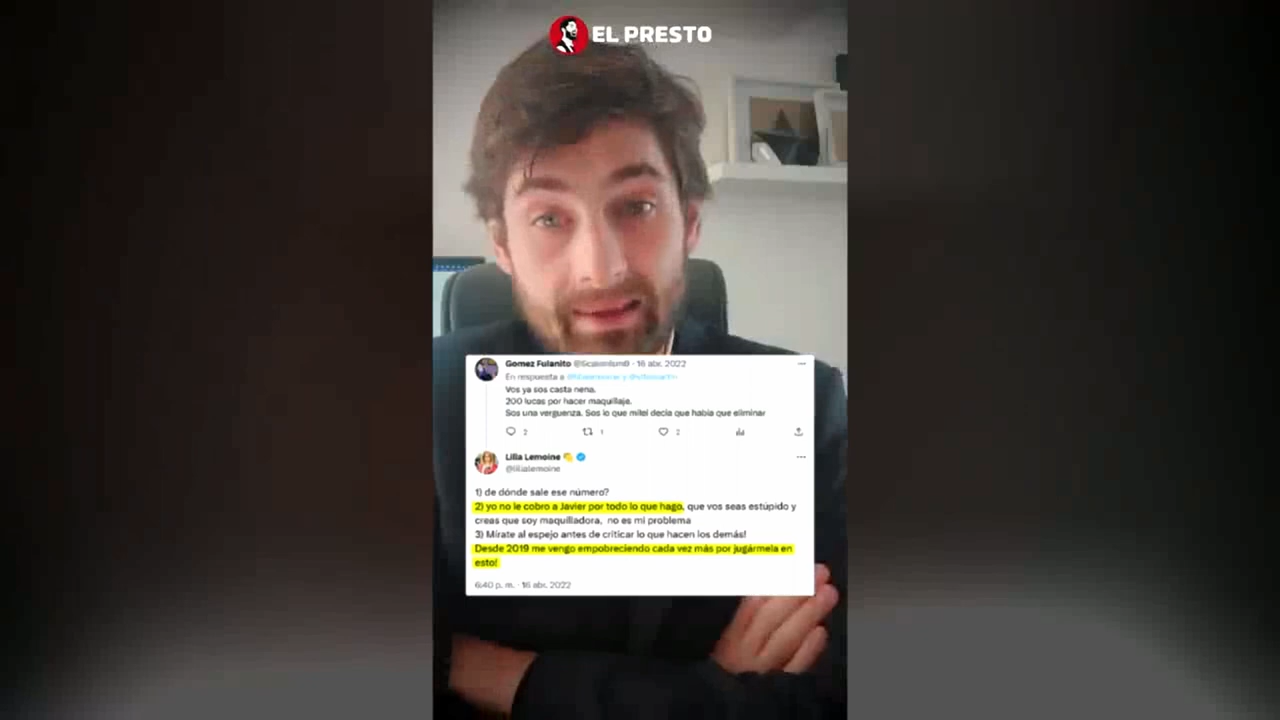 EL PRESTO
Gomez Fulanito · 16 abr. 2022
En respuesta a
Vos ya sos casta nena.
200 lucas por hacer maquillaje.
Sos una verguenza. Sos lo que milei decia que habia que eliminar
2 1 2
Lilia Lemoine
@lilialemoine
1) de dónde sale ese número?
2) yo no le cobro a Javier por todo lo que hago, que vos seas estúpido y
creas que soy maquilladora, no es mi problema
3) Mírate al espejo antes de criticar lo que hacen los demás!
Desde 2019 me vengo empobreciendo cada vez más por jugármela en
esto!
6:40 p. m. · 16 abr. 2022